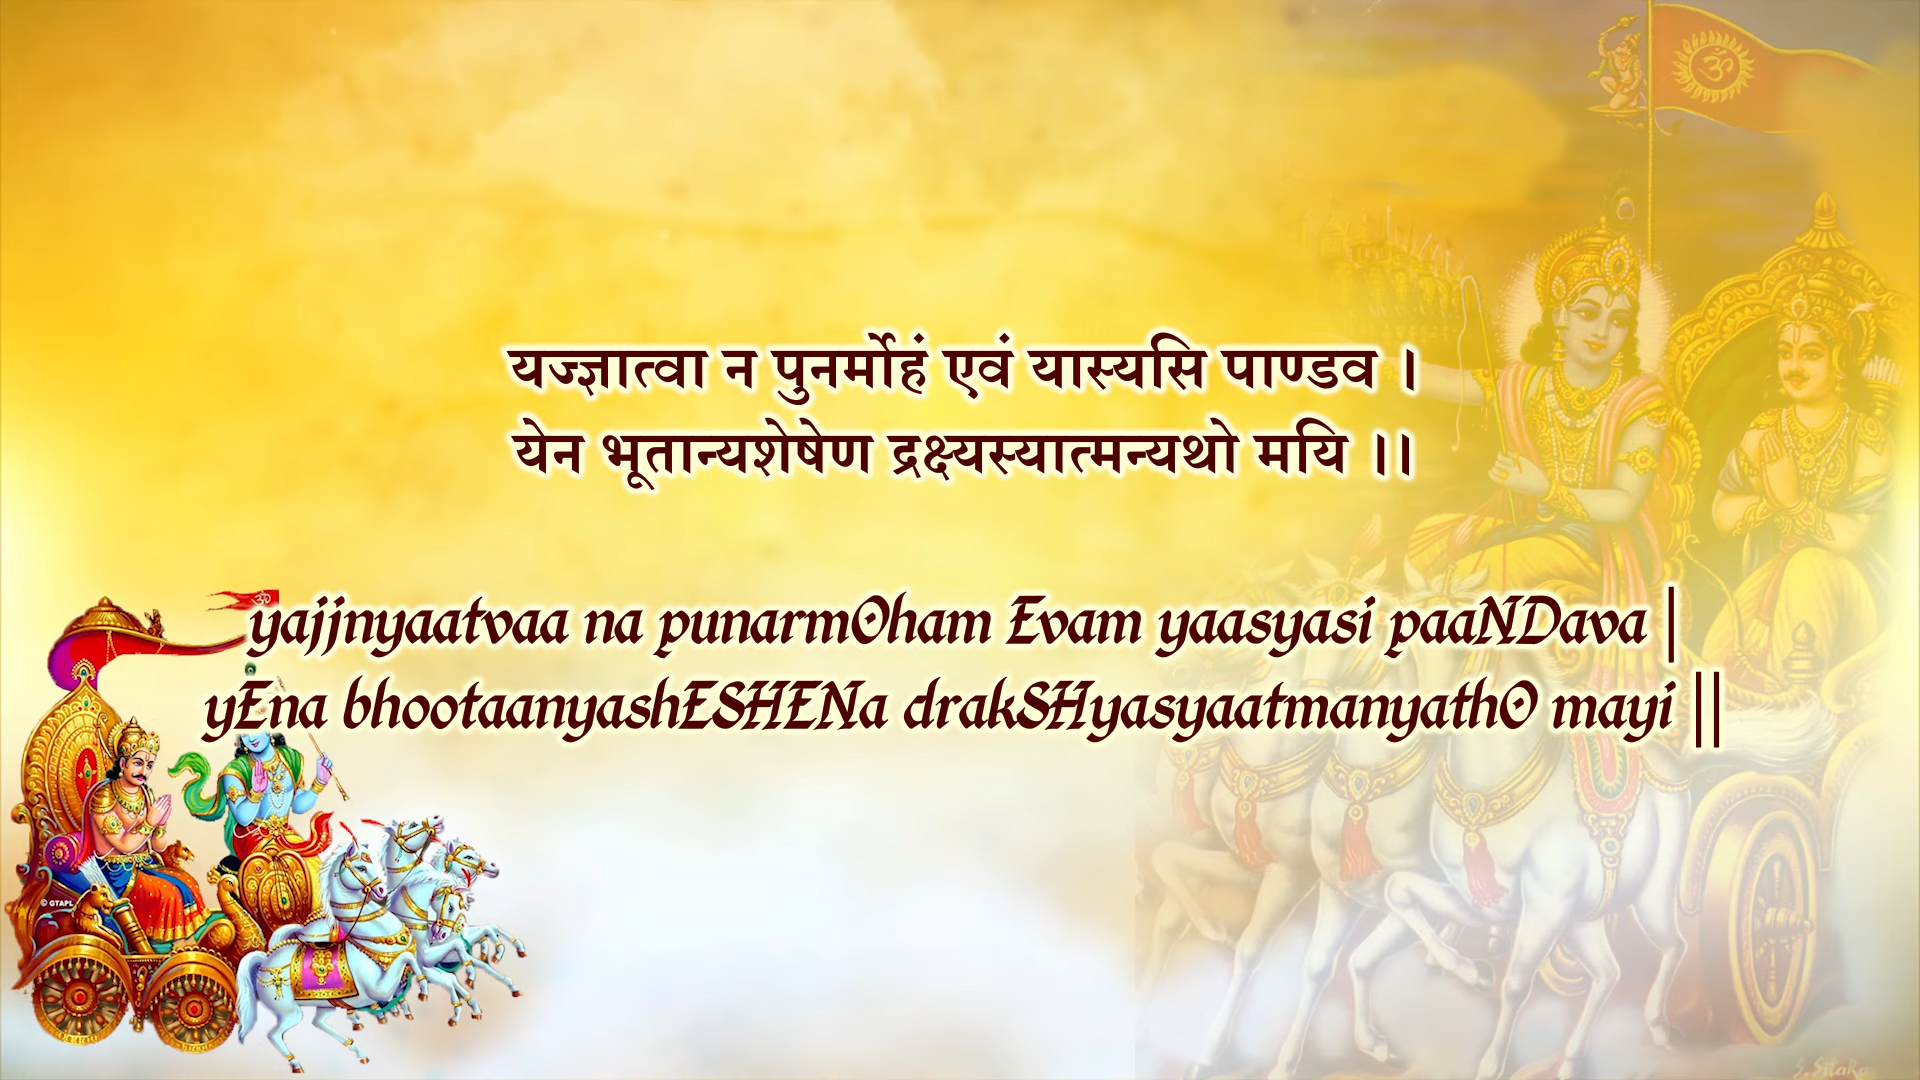 यज्ज्ञात्वा न पुनर्मोहं एवं यास्यसि पाण्डव ।
येन भूतान्यशेषेण द्रक्ष्यस्यात्मन्यथो मयि ।।
yajjnyaatvaa na punarmOham Evam yaasyasi paaNDava |
yEna bhootaanyashESHENa drakSHyasyaatmanyathO mayi ||
© GTAPL
ॐ
ॐ